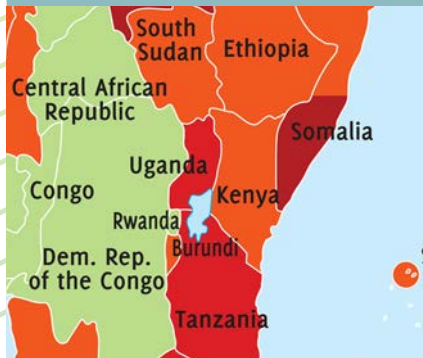 South
Sudan
Ethiopia
Central African
Republic
Somalia
Uganda
Congo
Kenya
Rwanda
Burundi
Dem. Rep.
of the Congo
Tanzania